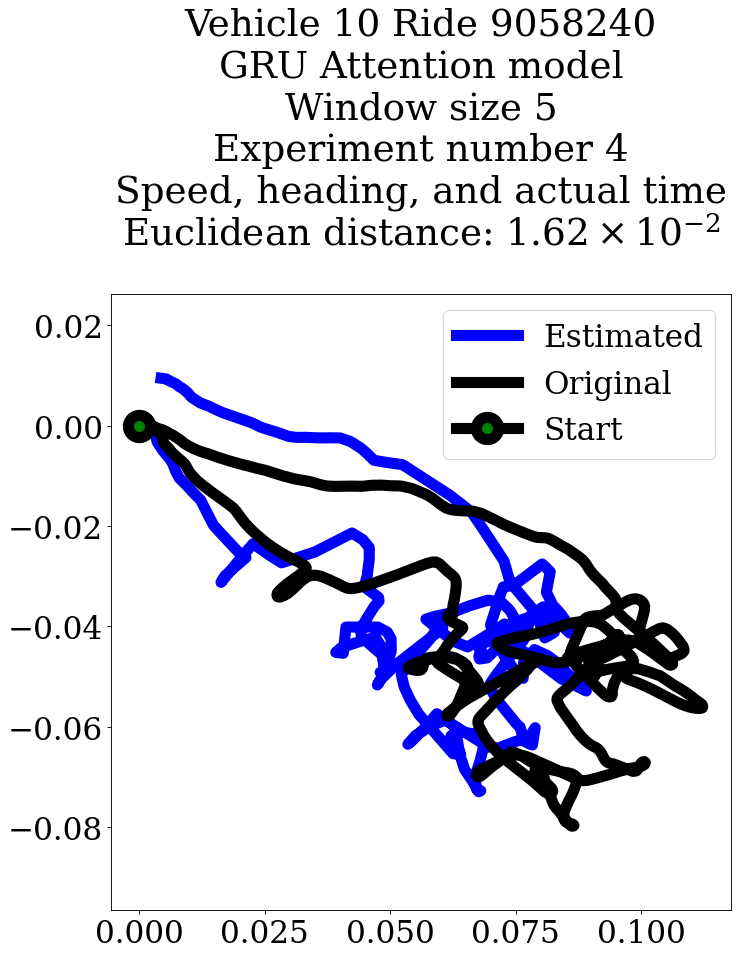 Vehicle 10 Ride 9058240
GRU Attention model
Window size 5
Experiment number 4
Speed, heading, and actual time
Euclidean distance: 1.62 × 10⁻²
Estimated
Original
Start
0.02
0.00
−0.02
−0.04
−0.06
−0.08
0.000 0.025 0.050 0.075 0.100